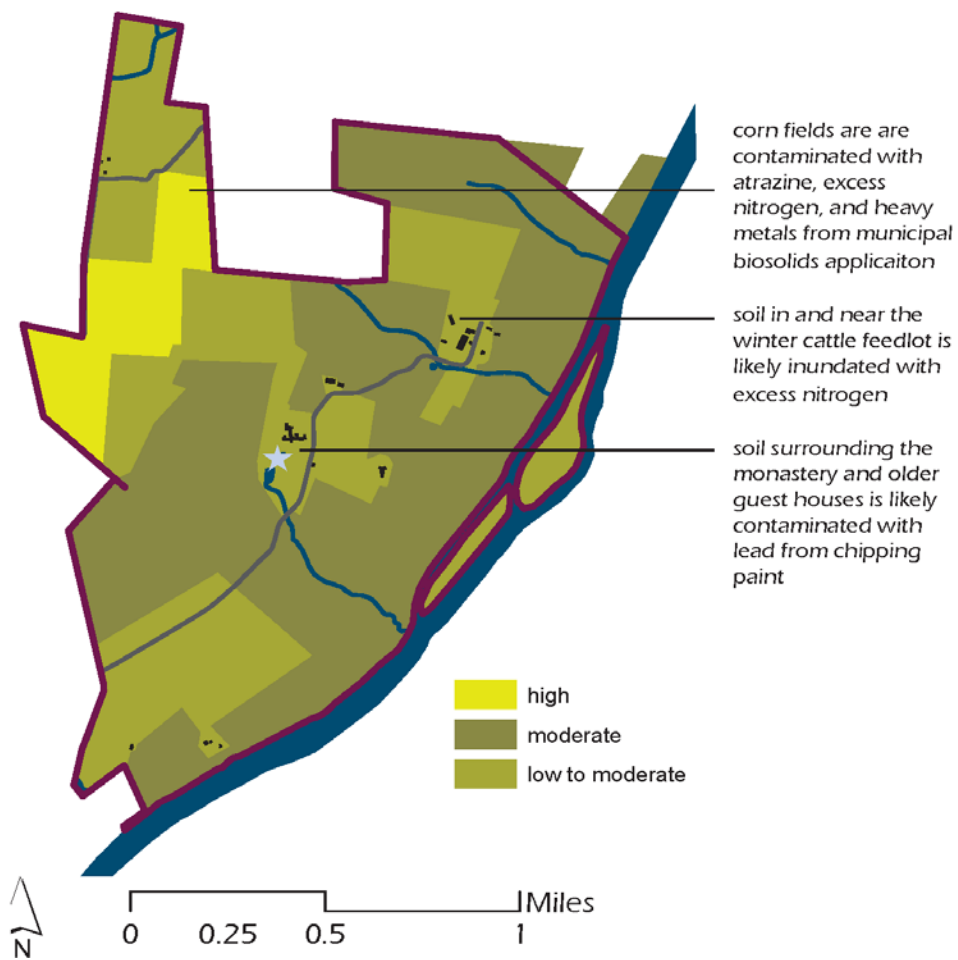 corn fields are are
contaminated with
atrazine, excess
nitrogen, and heavy
metals from municipal
biosolids applicaiton
soil in and near the
winter cattle feedlot is
likely inundated with
excess nitrogen
soil surrounding the
monastery and older
guest houses is likely
contaminated with
lead from chipping
paint
high
moderate
low to moderate
N
Miles
0 0.25 0.5 1